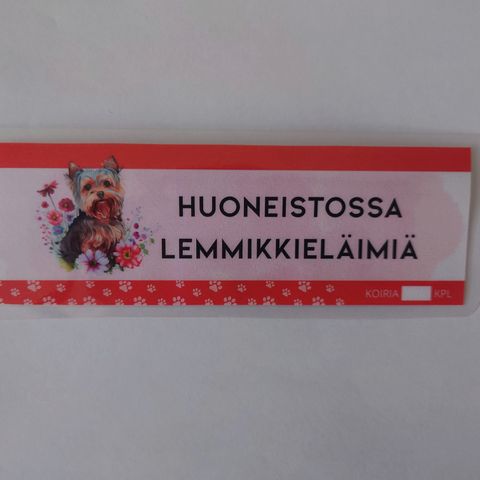 HUONEISTOSSA
LEMMIKKIELÄIMIÄ
KOIRIA KPL